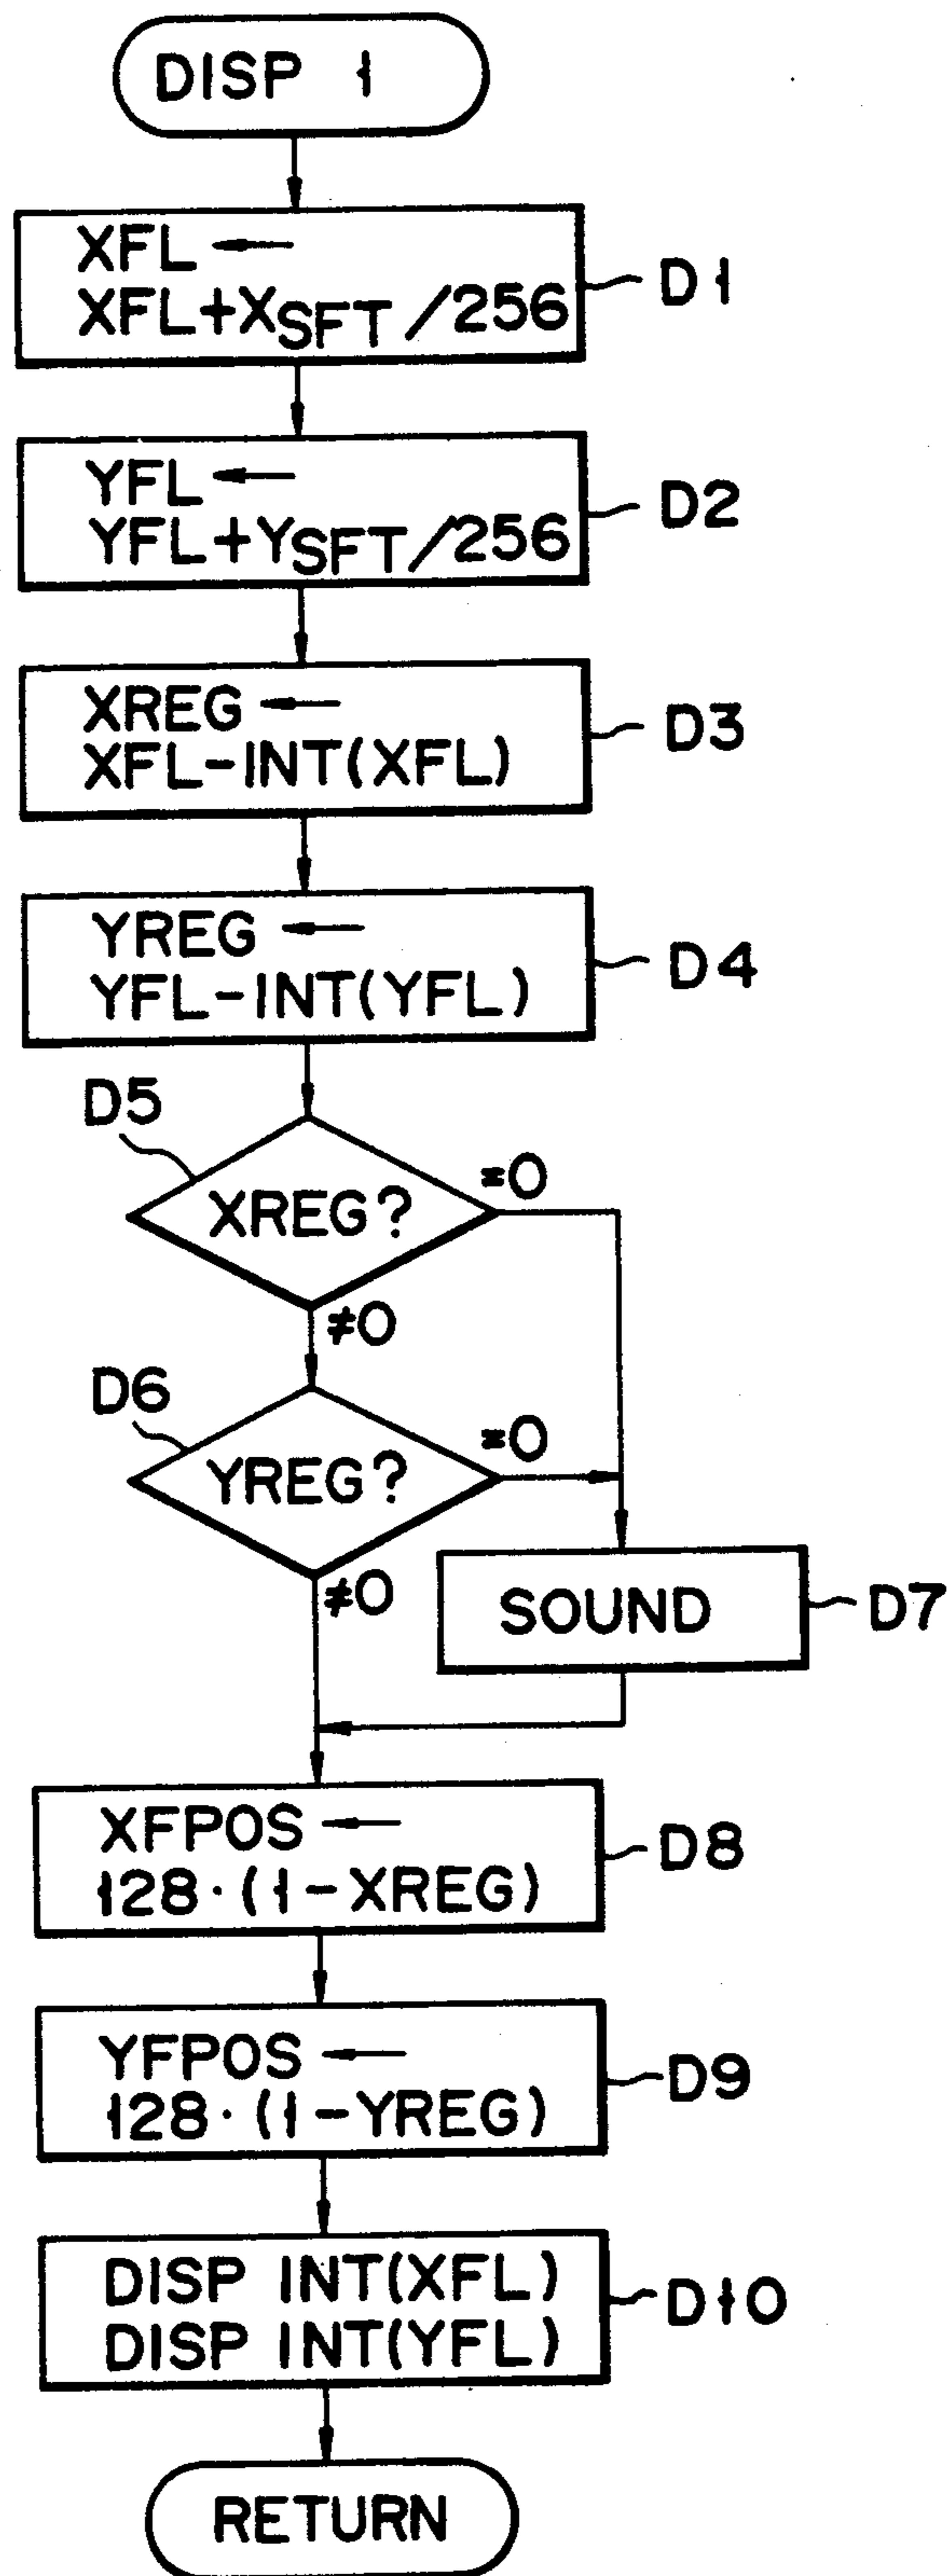 DISP 1
XFL ←
XFL+XSFT/256
D1
YFL ←
YFL+YSFT/256
D2
XREG ←
XFL-INT(XFL)
D3
YREG ←
YFL-INT(YFL)
D4
D5
XREG?
=0
≠0
D6
YREG?
=0
≠0
SOUND
D7
XFPOS ←
128·(1-XREG)
D8
YFPOS ←
128·(1-YREG)
D9
DISP INT(XFL)
DISP INT(YFL)
D10
RETURN